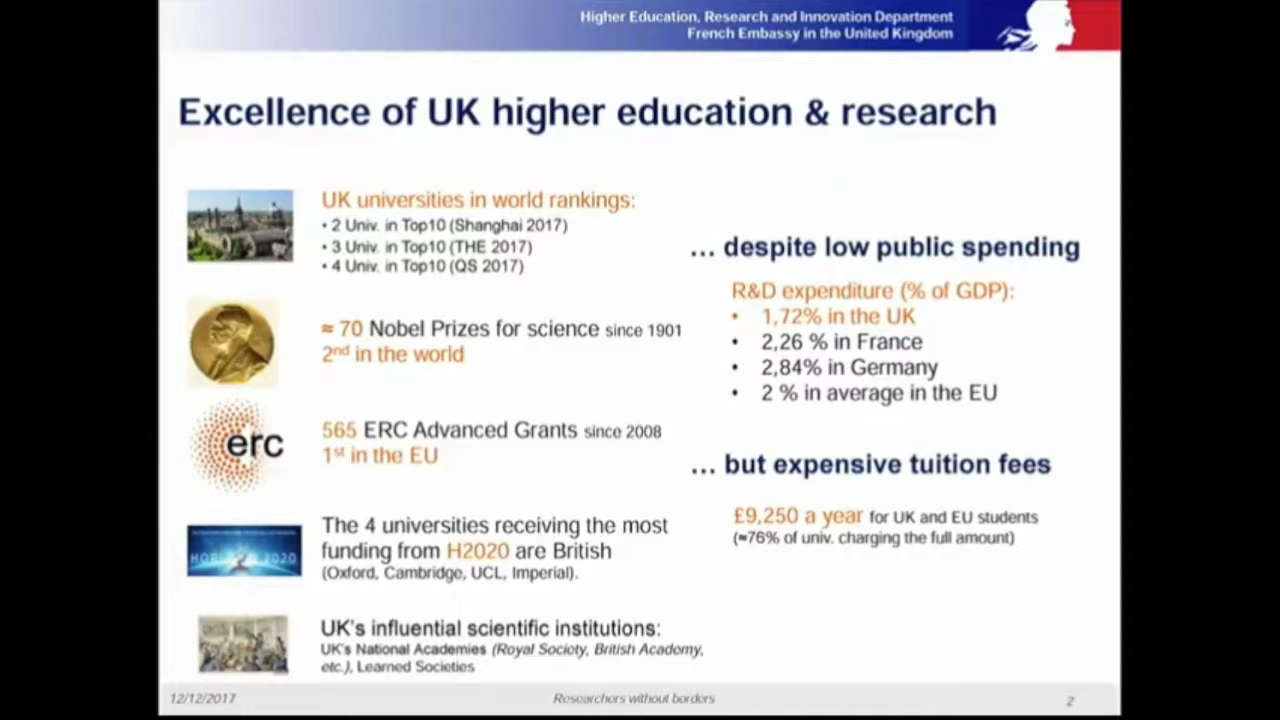 Higher Education, Research and Innovation Department
French Embassy in the United Kingdom
Excellence of UK higher education & research
UK universities in world rankings:
• 2 Univ. in Top10 (Shanghai 2017)
• 3 Univ. in Top10 (THE 2017)
• 4 Univ. in Top10 (QS 2017)
≈ 70 Nobel Prizes for science since 1901
2nd in the world
erc
565 ERC Advanced Grants since 2008
1st in the EU
HORIZON 2020
The 4 universities receiving the most
funding from H2020 are British
(Oxford, Cambridge, UCL, Imperial).
UK's influential scientific institutions:
UK's National Academies (Royal Society, British Academy,
etc.), Learned Societies
... despite low public spending
R&D expenditure (% of GDP):
• 1,72% in the UK
• 2,26 % in France
• 2,84% in Germany
• 2 % in average in the EU
... but expensive tuition fees
£9,250 a year for UK and EU students
(≈76% of univ. charging the full amount)
12/12/2017
Researchers without borders
2